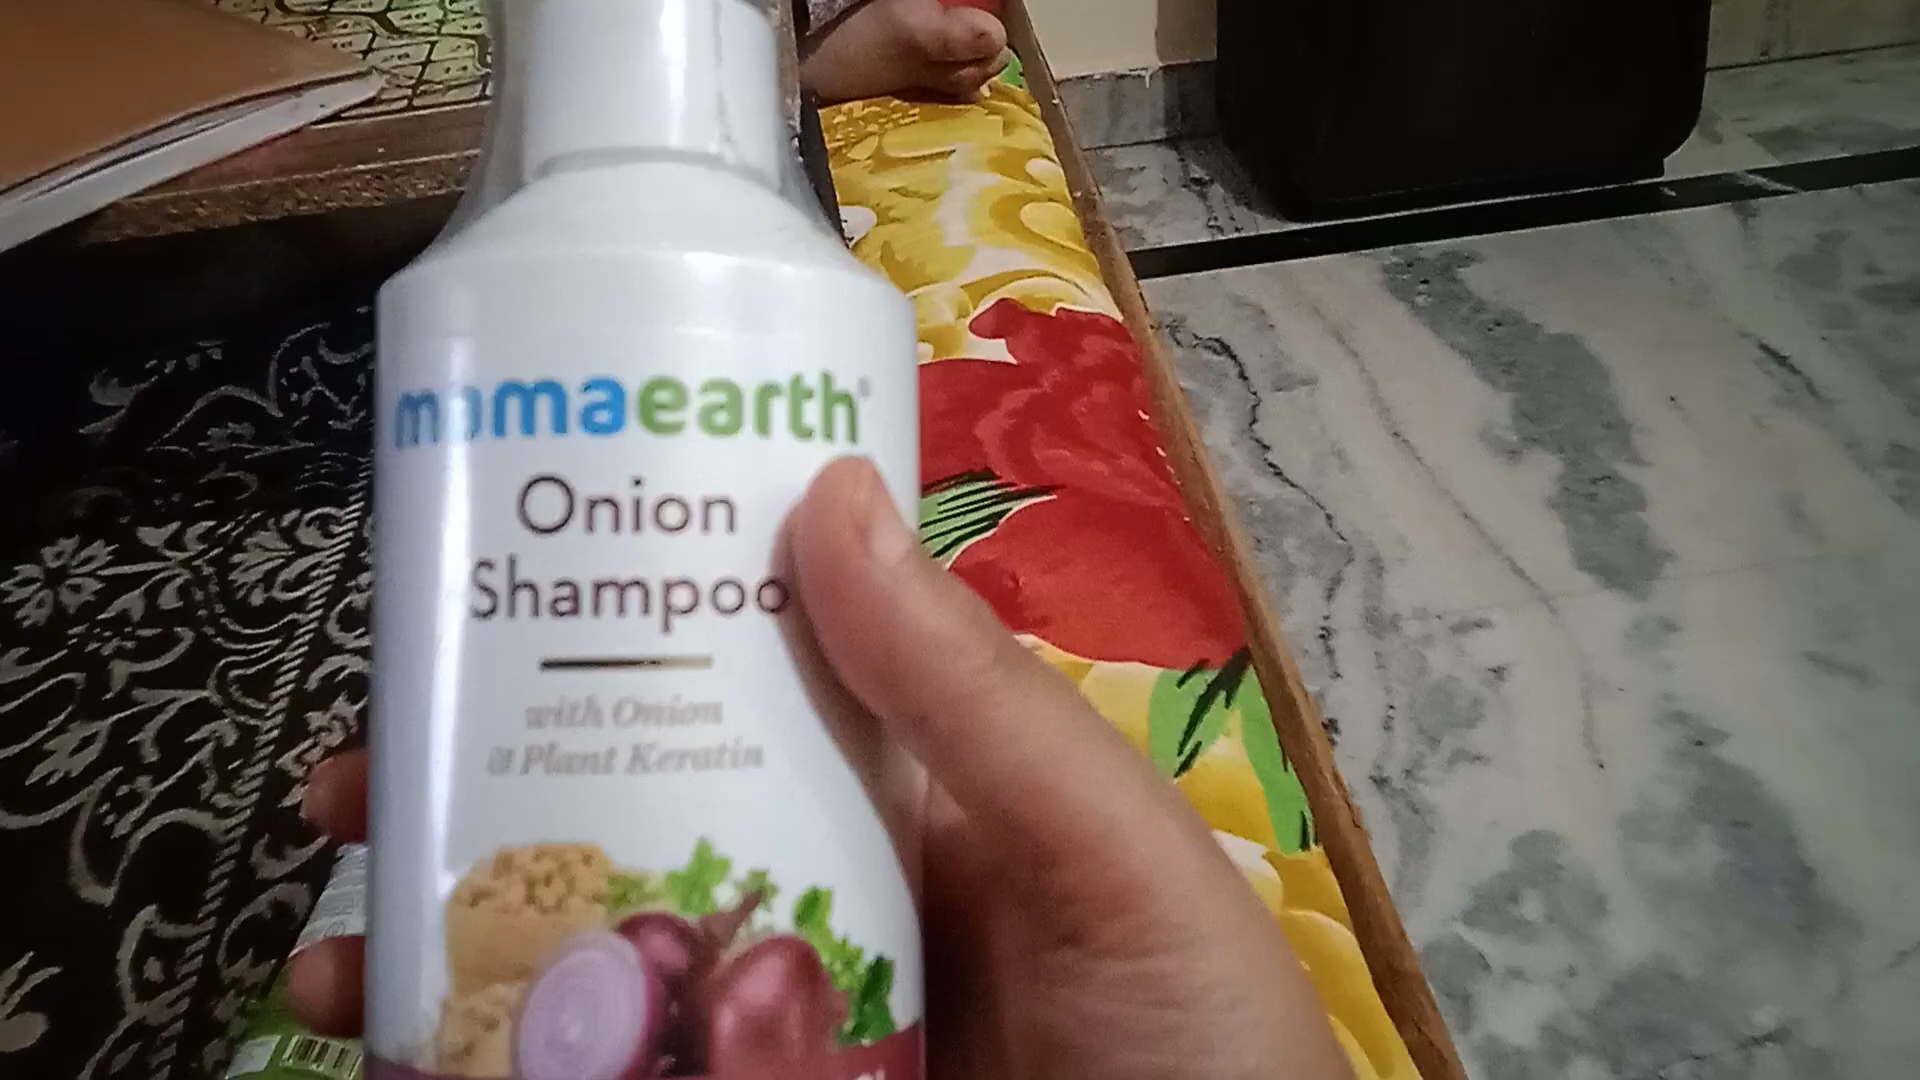 mamaearth
Onion
Shampoo
with Onion
& Plant Keratin